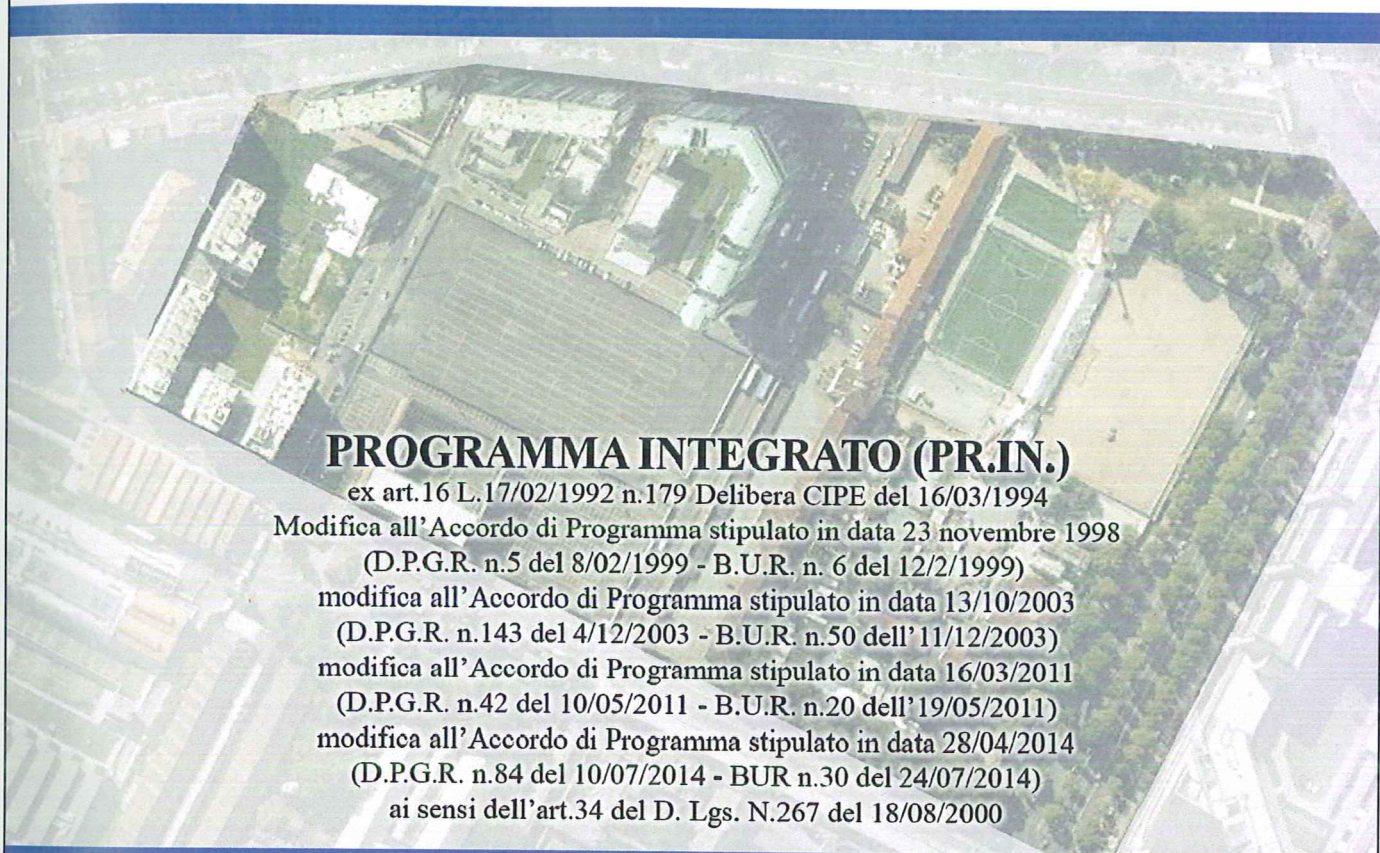 PROGRAMMA INTEGRATO (PR.IN.)
ex art.16 L.17/02/1992 n.179 Delibera CIPE del 16/03/1994
Modifica all'Accordo di Programma stipulato in data 23 novembre 1998
(D.P.G.R. n.5 del 8/02/1999 - B.U.R. n. 6 del 12/2/1999)
modifica all'Accordo di Programma stipulato in data 13/10/2003
(D.P.G.R. n.143 del 4/12/2003 - B.U.R. n.50 dell'11/12/2003)
modifica all'Accordo di Programma stipulato in data 16/03/2011
(D.P.G.R. n.42 del 10/05/2011 - B.U.R. n.20 dell'19/05/2011)
modifica all'Accordo di Programma stipulato in data 28/04/2014
(D.P.G.R. n.84 del 10/07/2014 - BUR n.30 del 24/07/2014)
ai sensi dell'art.34 del D. Lgs. N.267 del 18/08/2000